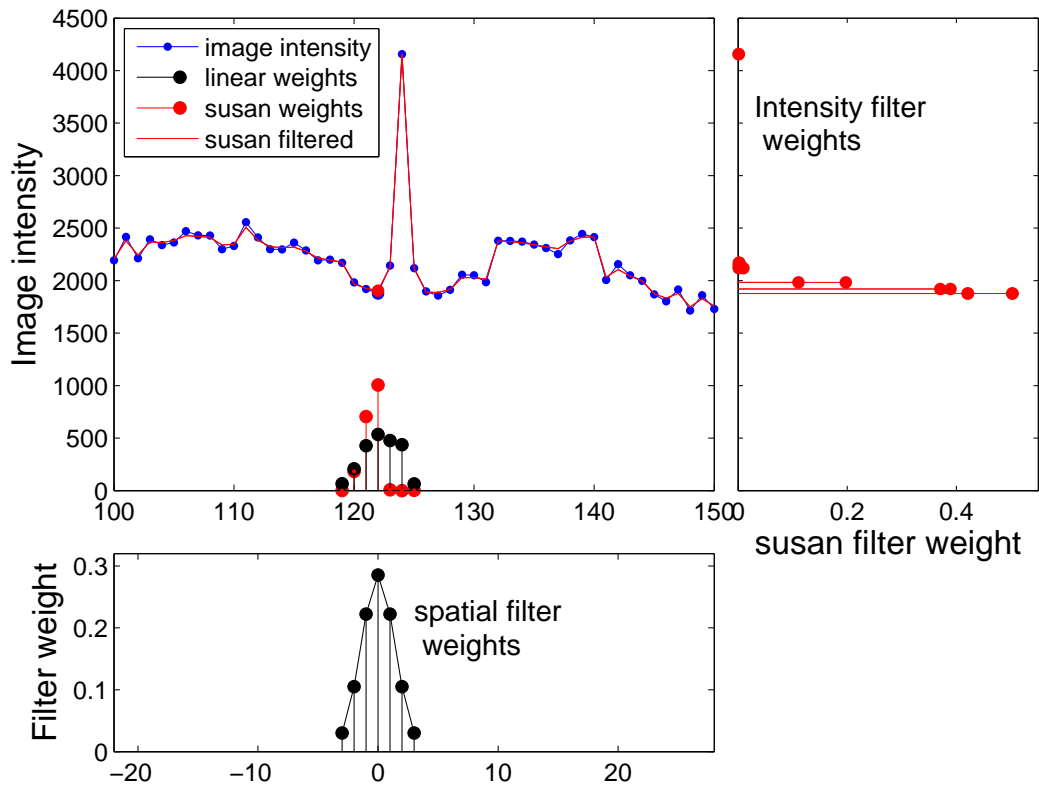 4500
4000
3500
3000
2500
2000
1500
1000
500
0
Image intensity
image intensity
linear weights
susan weights
susan filtered
100
110
120
130
140
150
Intensity filter
weights
0
0.2
0.4
susan filter weight
0.3
0.2
0.1
0
Filter weight
spatial filter
weights
−20
−10
0
10
20